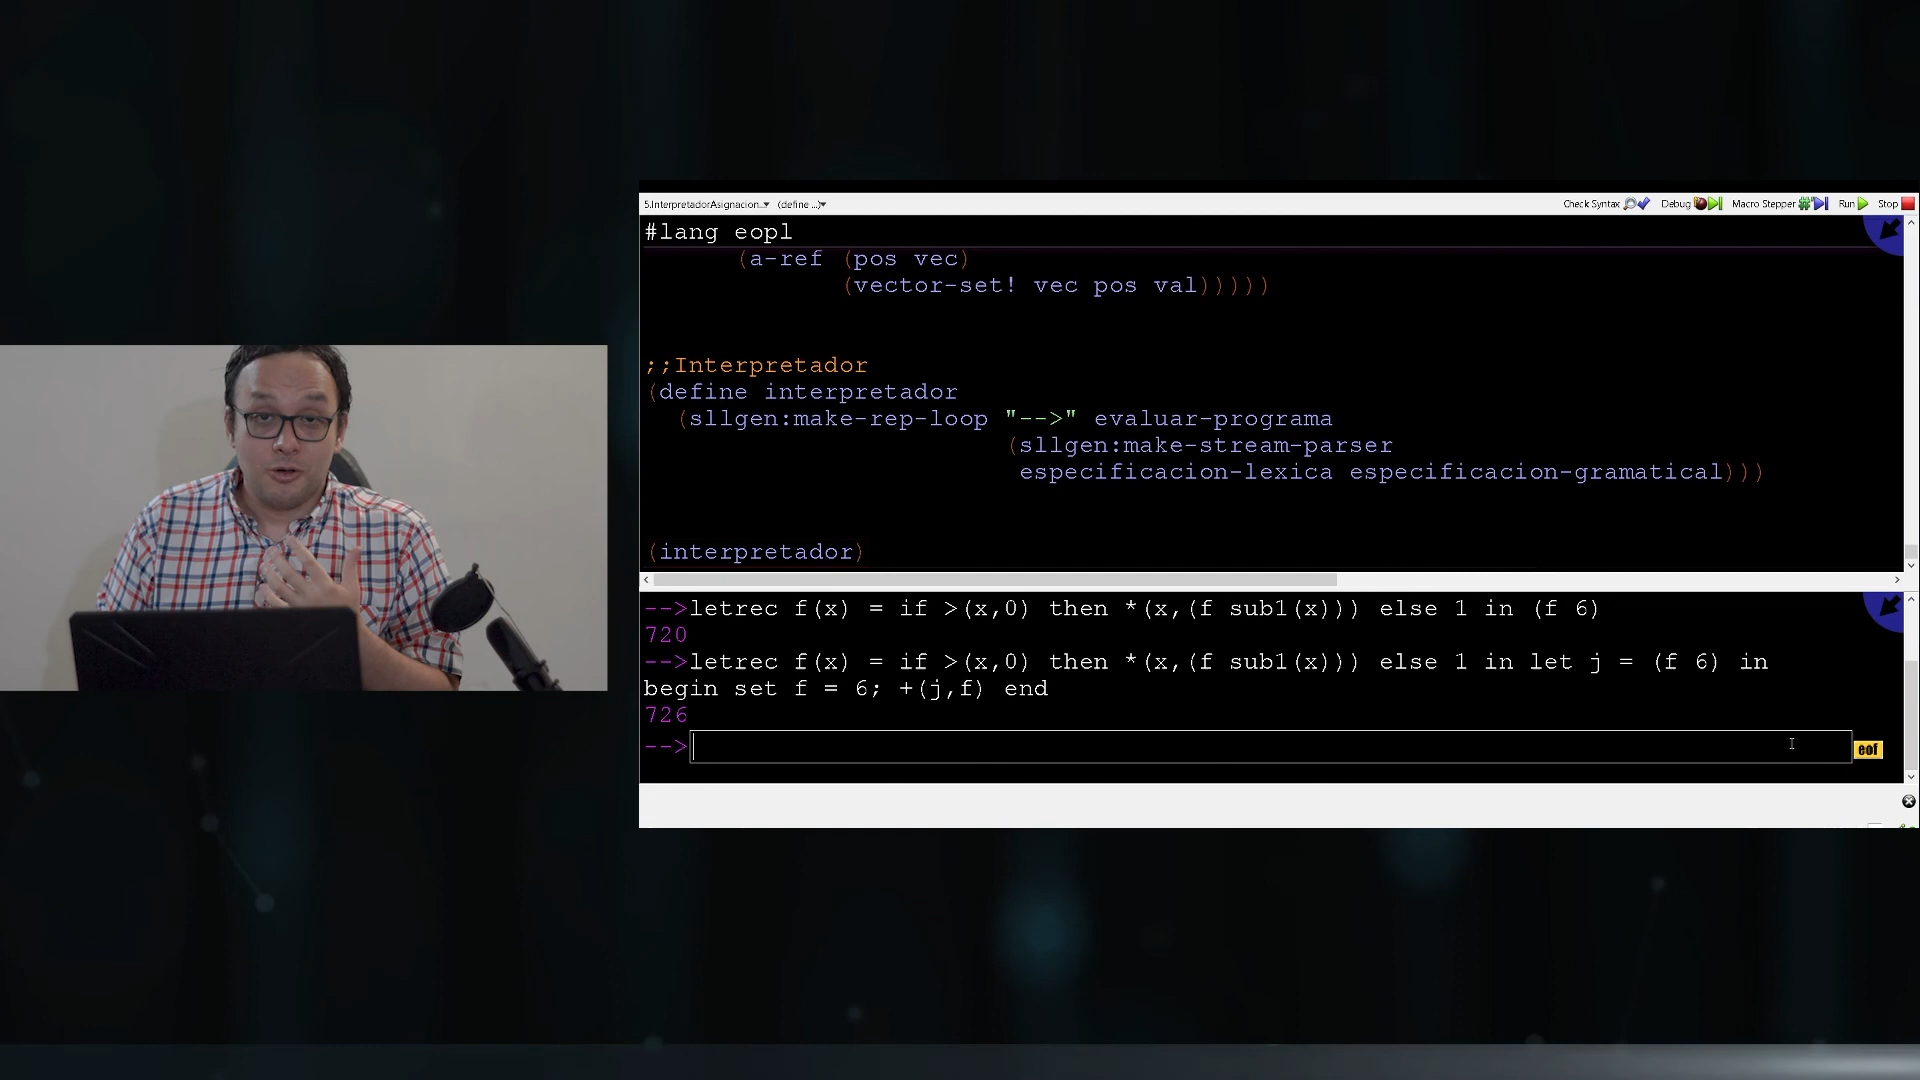 5.InterpretadorAsignacion... (define ...)
Check Syntax Debug Macro Stepper Run Stop
#lang eopl
(a-ref (pos vec)
(vector-set! vec pos val)))))
;;Interpretador
(define interpretador
(sllgen:make-rep-loop "-->" evaluar-programa
(sllgen:make-stream-parser
especificacion-lexica especificacion-gramatical)))
(interpretador)
-->letrec f(x) = if >(x,0) then *(x,(f sub1(x))) else 1 in (f 6)
720
-->letrec f(x) = if >(x,0) then *(x,(f sub1(x))) else 1 in let j = (f 6) in
begin set f = 6; +(j,f) end
726
-->
eof